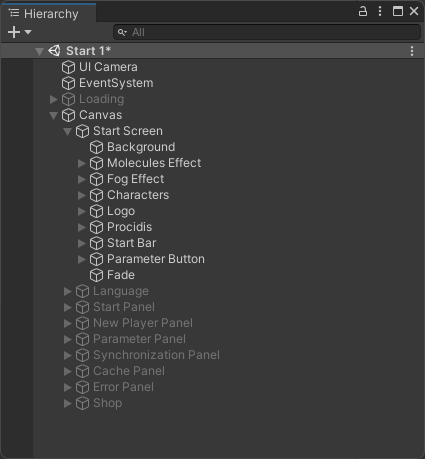 Hierarchy
All
Start 1*
UI Camera
EventSystem
Loading
Canvas
Start Screen
Background
Molecules Effect
Fog Effect
Characters
Logo
Procidis
Start Bar
Parameter Button
Fade
Language
Start Panel
New Player Panel
Parameter Panel
Synchronization Panel
Cache Panel
Error Panel
Shop